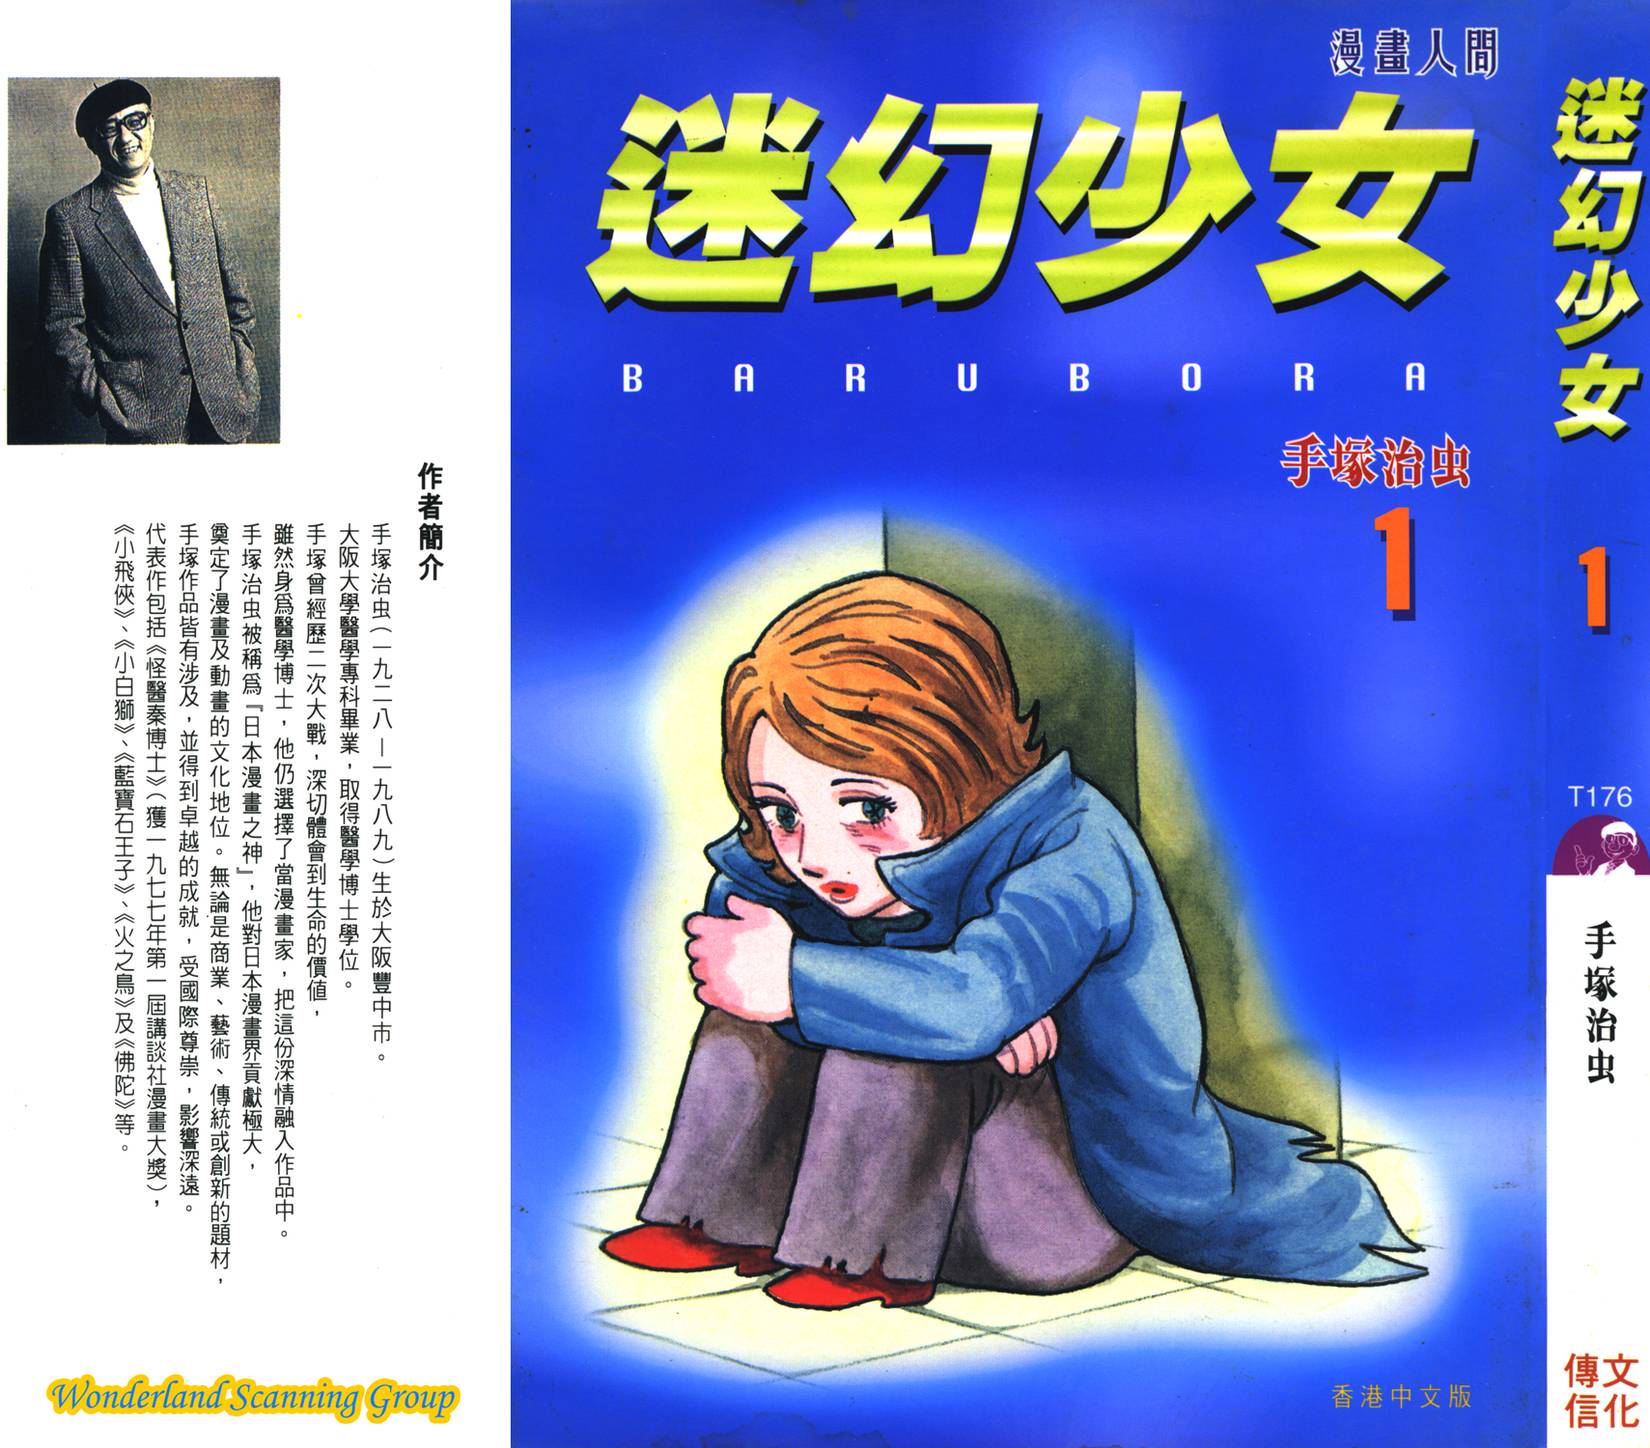 作者簡介
手塚治虫（一九二八—一九八九）生於大阪豐中市。
大阪大學醫學專科畢業，取得醫學博士學位。
手塚曾經歷二次大戰，深切體會到生命的價值，
雖然身為醫學博士，他仍選擇了當漫畫家，把這份深情融入作品中。
手塚治虫被稱為『日本漫畫之神』，他對日本漫畫界貢獻極大，
奠定了漫畫及動畫的文化地位。無論是商業、藝術、傳統或創新的題材，
手塚作品皆有涉及，並得到卓越的成就，受國際尊崇，影響深遠。
代表作包括《怪醫秦博士》（獲一九七七年第一屆講談社漫畫大獎），
《小飛俠》、《小白獅》、《藍寶石王子》、《火之鳥》及《佛陀》等。
Wonderland Scanning Group
漫畫人間
迷幻少女
BARUBORA
手塚治虫
1
香港中文版
迷幻少女
1
T176
手塚治虫
文化
傳信